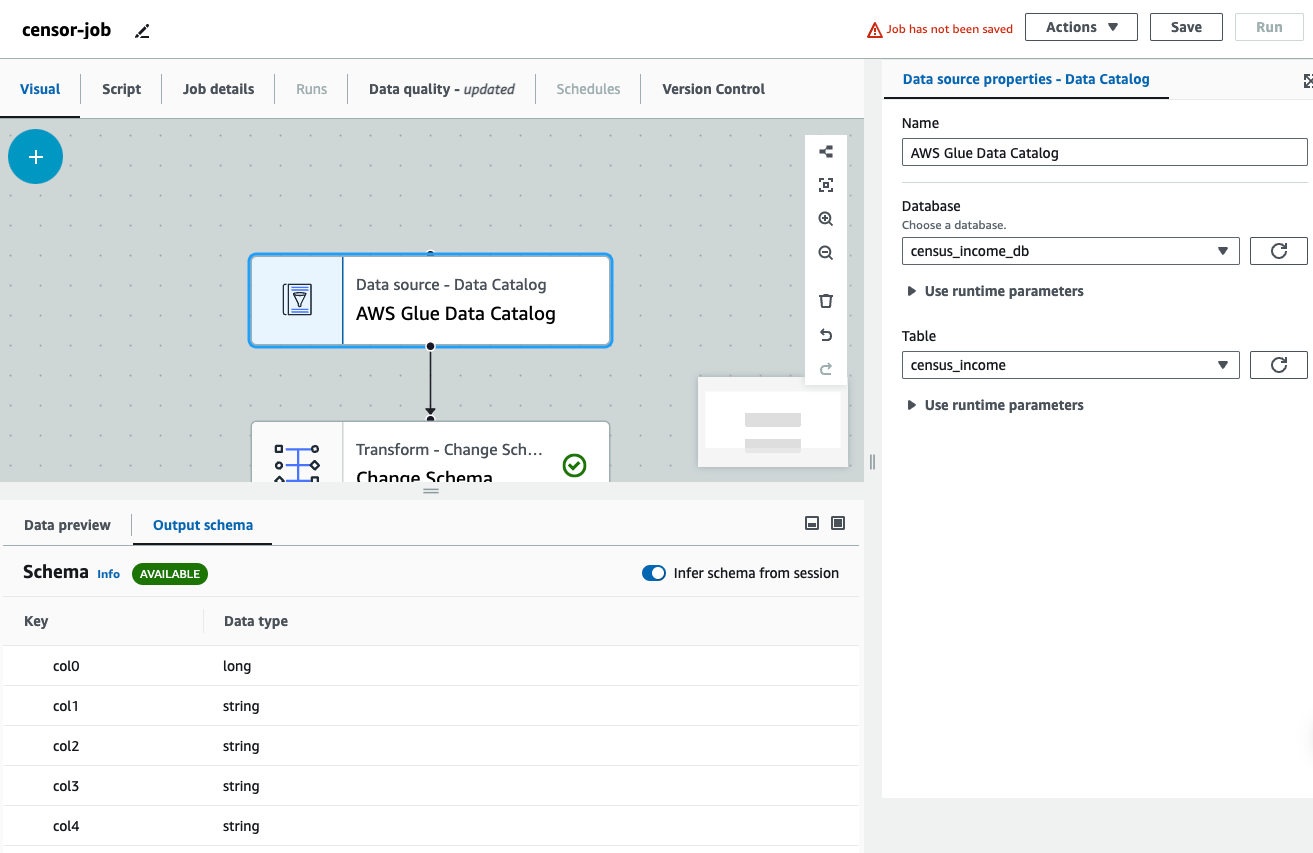 censor-job
Job has not been saved
Actions
Save
Run
Visual
Script
Job details
Runs
Data quality - updated
Schedules
Version Control
Data source - Data Catalog
AWS Glue Data Catalog
Transform - Change Sch...
Change Schema
Data source properties - Data Catalog
Name
AWS Glue Data Catalog
Database
Choose a database.
census_income_db
Use runtime parameters
Table
census_income
Use runtime parameters
Data preview
Output schema
Schema Info AVAILABLE
Infer schema from session
Key Data type
col0 long
col1 string
col2 string
col3 string
col4 string